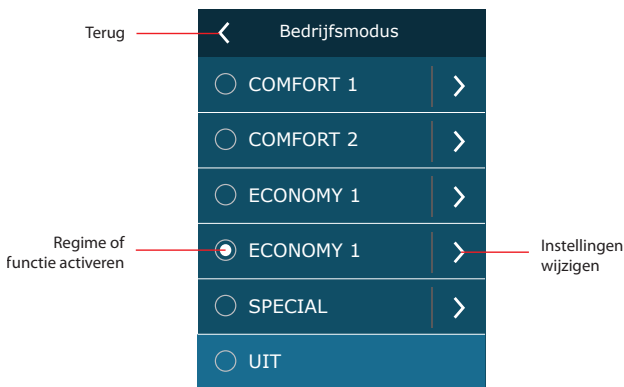 Terug
Bedrijfsmodus
COMFORT 1
COMFORT 2
ECONOMY 1
Regime of
functie activeren
ECONOMY 1
Instellingen
wijzigen
SPECIAL
UIT